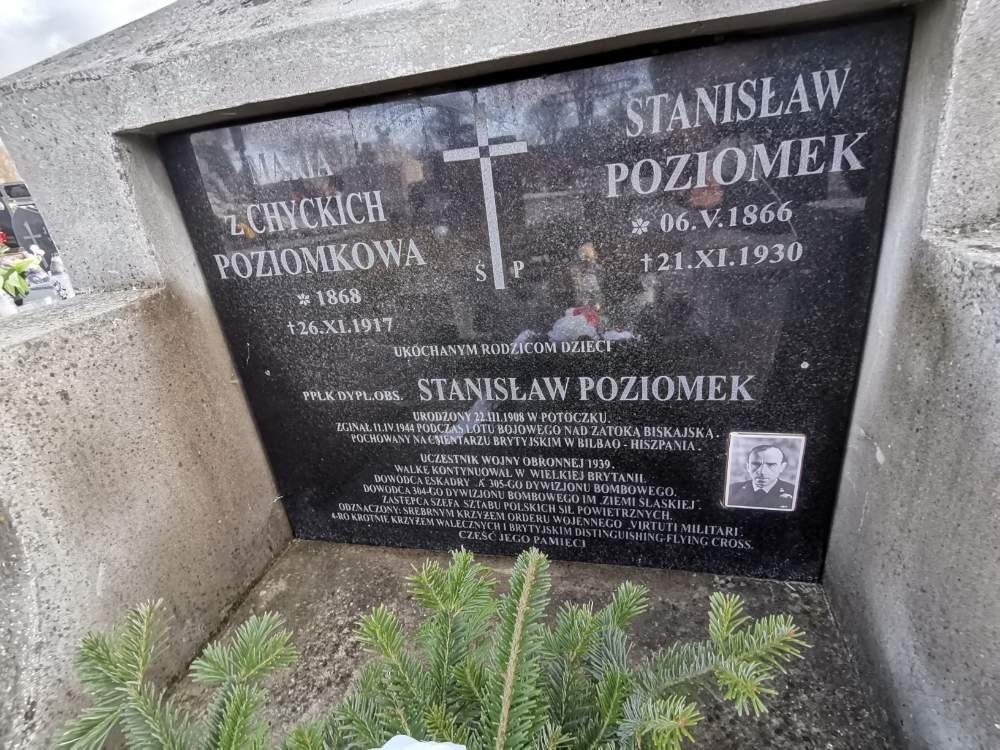 MARIA
z CHYCKICH
POZIOMKOWA
* 1868
† 26.XI.1917
Ś P
STANISŁAW
POZIOMEK
* 06.V.1866
† 21.XI.1930
UKOCHANYM RODZICOM DZIECI
PPŁK DYPL.OBS. STANISŁAW POZIOMEK
URODZONY 22.III.1908 W POTOCZKU.
ZGINĄŁ 11.IV.1944 PODCZAS LOTU BOJOWEGO NAD ZATOKĄ BISKAJSKĄ.
POCHOWANY NA CMENTARZU BRYTYJSKIM W BILBAO - HISZPANIA.
UCZESTNIK WOJNY OBRONNEJ 1939.
WALKĘ KONTYNUOWAŁ W WIELKIEJ BRYTANII.
DOWÓDCA ESKADRY „A" 305-GO DYWIZJONU BOMBOWEGO.
DOWÓDCA 304-GO DYWIZJONU BOMBOWEGO IM. „ZIEMI ŚLĄSKIEJ".
ZASTĘPCA SZEFA SZTABU POLSKICH SIŁ POWIETRZNYCH.
ODZNACZONY: SREBRNYM KRZYŻEM ORDERU WOJENNEGO „VIRTUTI MILITARI",
4-RO KROTNIE KRZYŻEM WALECZNYCH I BRYTYJSKIM DISTINGUISHING-FLYING CROSS.
CZEŚĆ JEGO PAMIĘCI